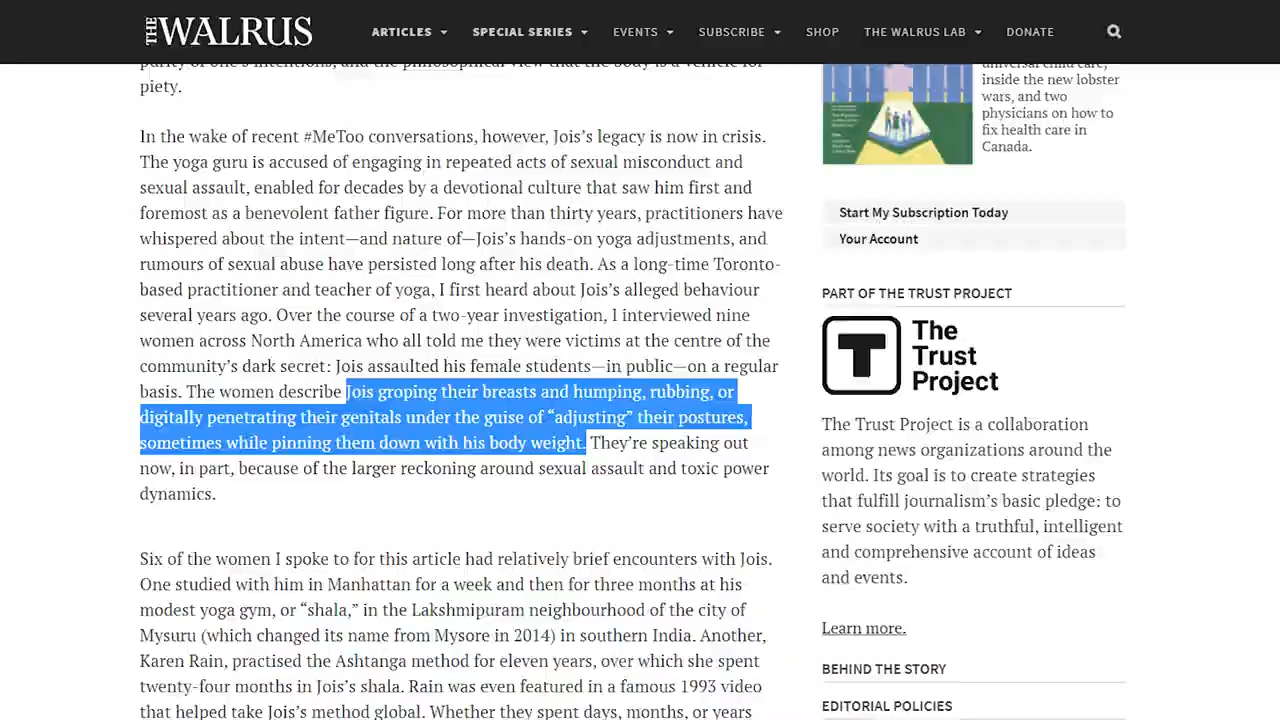 THE WALRUS
ARTICLES
SPECIAL SERIES
EVENTS
SUBSCRIBE
SHOP
THE WALRUS LAB
DONATE
purity of one's intentions, and the philosophical view that the body is a vehicle for
piety.
In the wake of recent #MeToo conversations, however, Jois’s legacy is now in crisis.
The yoga guru is accused of engaging in repeated acts of sexual misconduct and
sexual assault, enabled for decades by a devotional culture that saw him first and
foremost as a benevolent father figure. For more than thirty years, practitioners have
whispered about the intent—and nature of—Jois’s hands-on yoga adjustments, and
rumours of sexual abuse have persisted long after his death. As a long-time Toronto-
based practitioner and teacher of yoga, I first heard about Jois’s alleged behaviour
several years ago. Over the course of a two-year investigation, I interviewed nine
women across North America who all told me they were victims at the centre of the
community’s dark secret: Jois assaulted his female students—in public—on a regular
basis. The women describe Jois groping their breasts and humping, rubbing, or
digitally penetrating their genitals under the guise of “adjusting” their postures,
sometimes while pinning them down with his body weight. They’re speaking out
now, in part, because of the larger reckoning around sexual assault and toxic power
dynamics.
Six of the women I spoke to for this article had relatively brief encounters with Jois.
One studied with him in Manhattan for a week and then for three months at his
modest yoga gym, or “shala,” in the Lakshmipuram neighbourhood of the city of
Mysuru (which changed its name from Mysore in 2014) in southern India. Another,
Karen Rain, practised the Ashtanga method for eleven years, over which she spent
twenty-four months in Jois’s shala. Rain was even featured in a famous 1993 video
that helped take Jois’s method global. Whether they spent days, months, or years
universal child care,
inside the new lobster
wars, and two
physicians on how to
fix health care in
Canada.
Start My Subscription Today
Your Account
PART OF THE TRUST PROJECT
T
The
Trust
Project
The Trust Project is a collaboration
among news organizations around the
world. Its goal is to create strategies
that fulfill journalism’s basic pledge: to
serve society with a truthful, intelligent
and comprehensive account of ideas
and events.
Learn more.
BEHIND THE STORY
EDITORIAL POLICIES